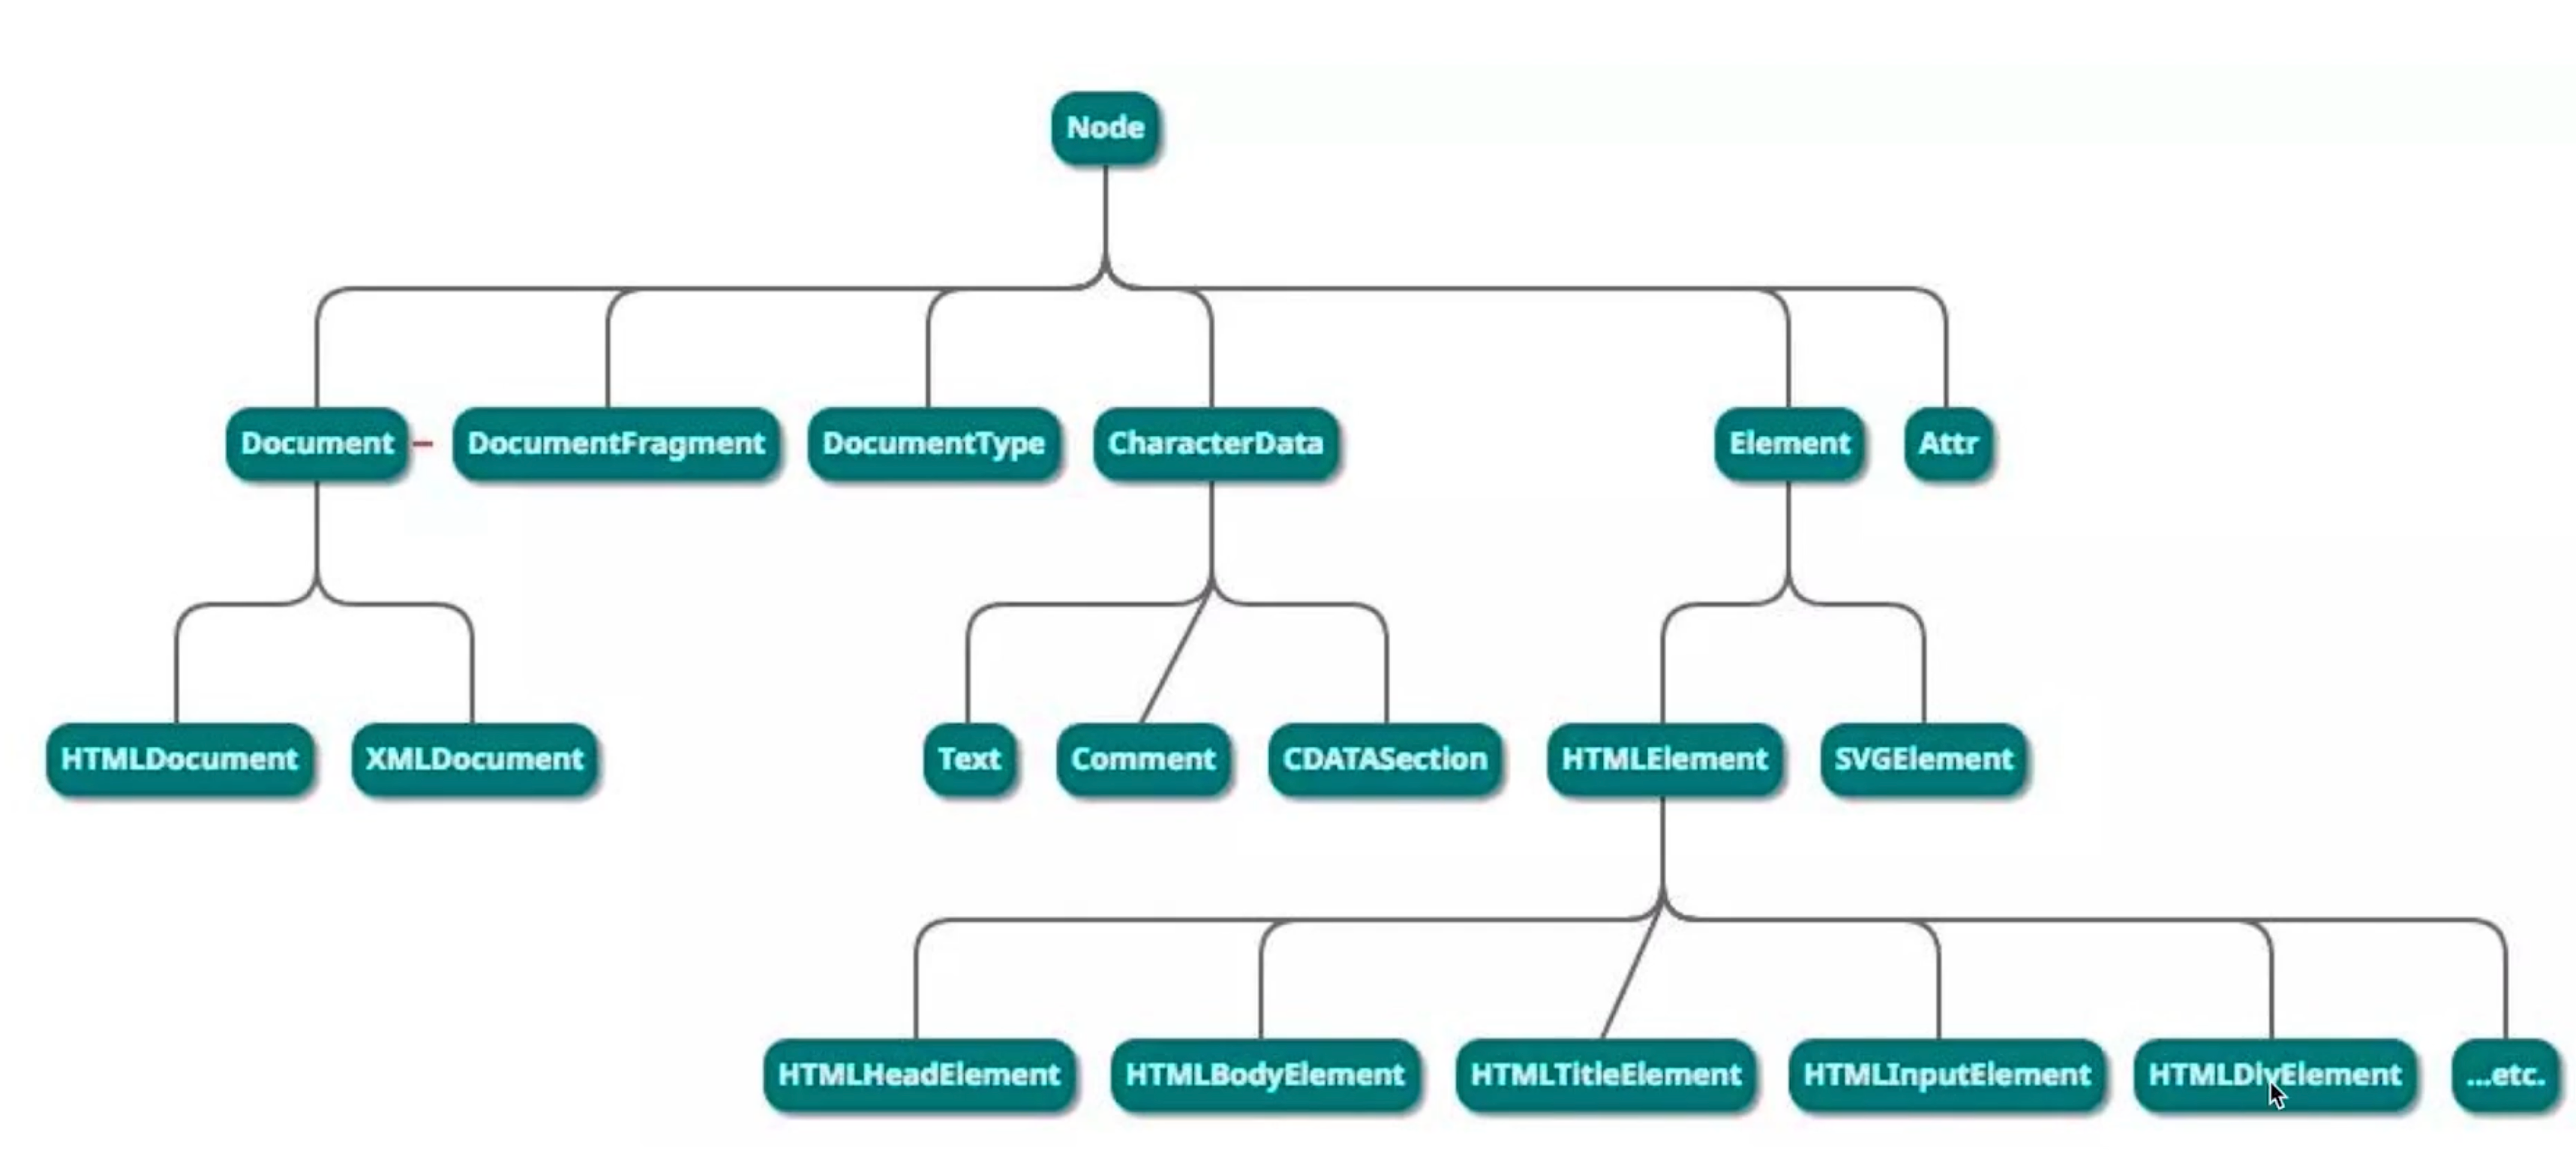 Node
Document
DocumentFragment
DocumentType
CharacterData
Element
Attr
HTMLDocument
XMLDocument
Text
Comment
CDATASection
HTMLElement
SVGElement
HTMLHeadElement
HTMLBodyElement
HTMLTitleElement
HTMLInputElement
HTMLDivElement
...etc.